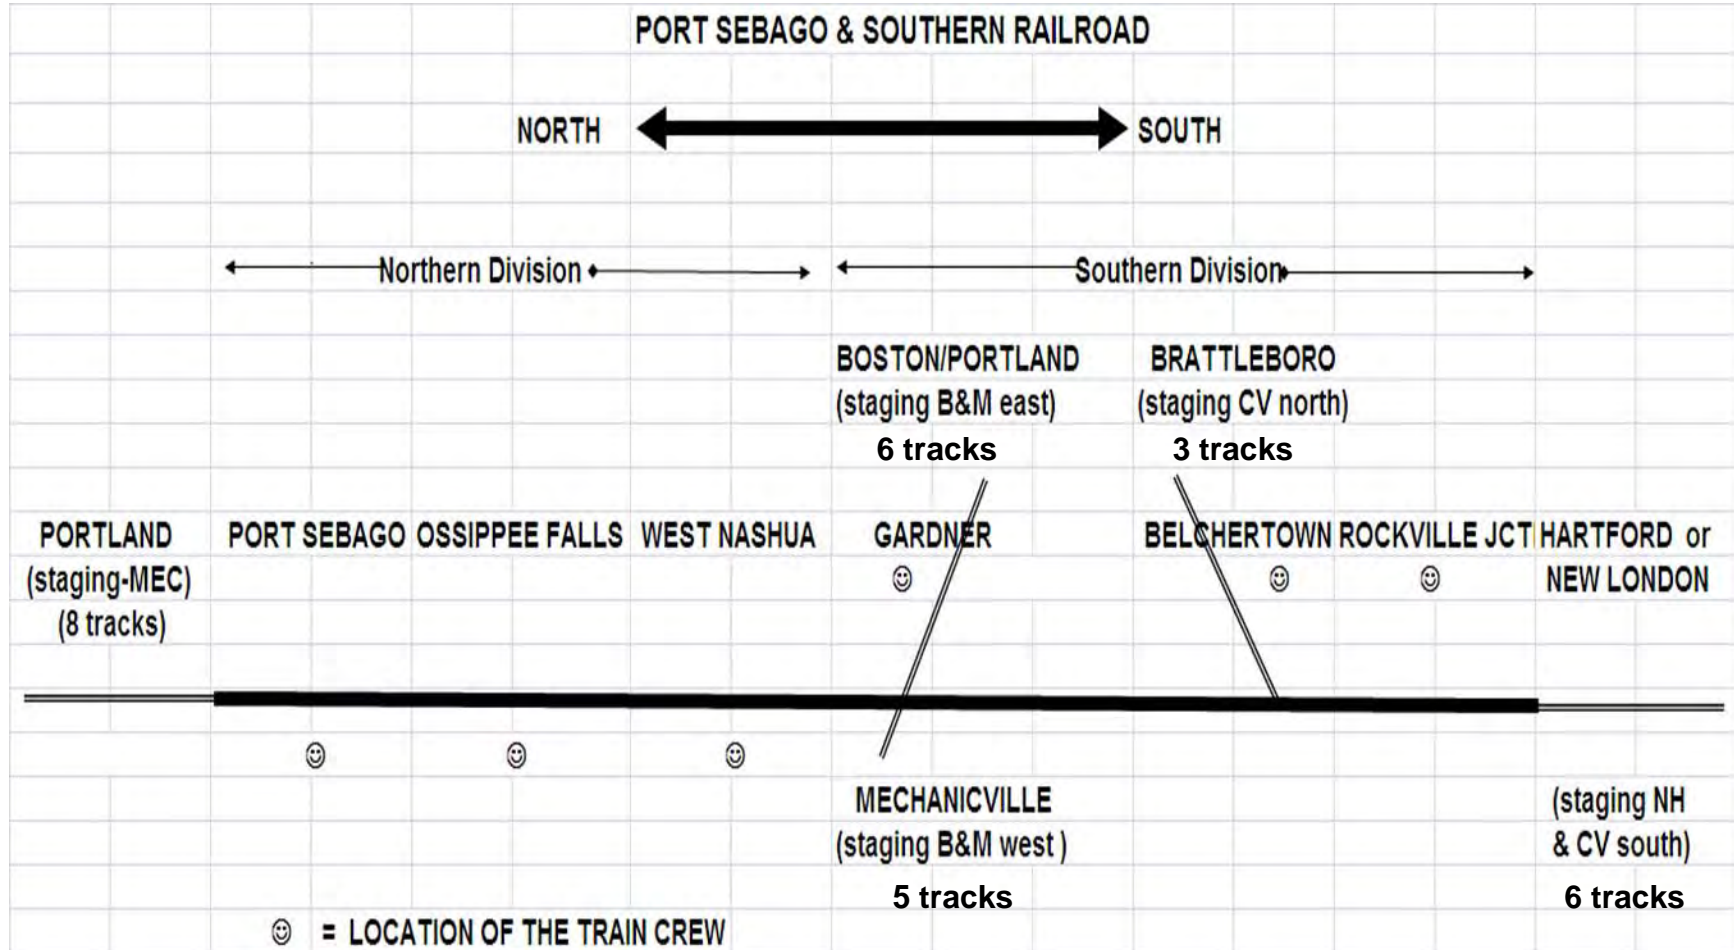 PORT SEBAGO & SOUTHERN RAILROAD
NORTH SOUTH
Northern Division Southern Division
BOSTON/PORTLAND BRATTLEBORO
(staging B&M east) (staging CV north)
6 tracks 3 tracks
PORTLAND PORT SEBAGO OSSIPPEE FALLS WEST NASHUA GARDNER BELCHERTOWN ROCKVILLE JCT HARTFORD or
(staging-MEC) ☺ ☺ ☺ NEW LONDON
(8 tracks)
☺ ☺ ☺
MECHANICVILLE (staging NH
(staging B&M west ) & CV south)
5 tracks 6 tracks
☺ = LOCATION OF THE TRAIN CREW